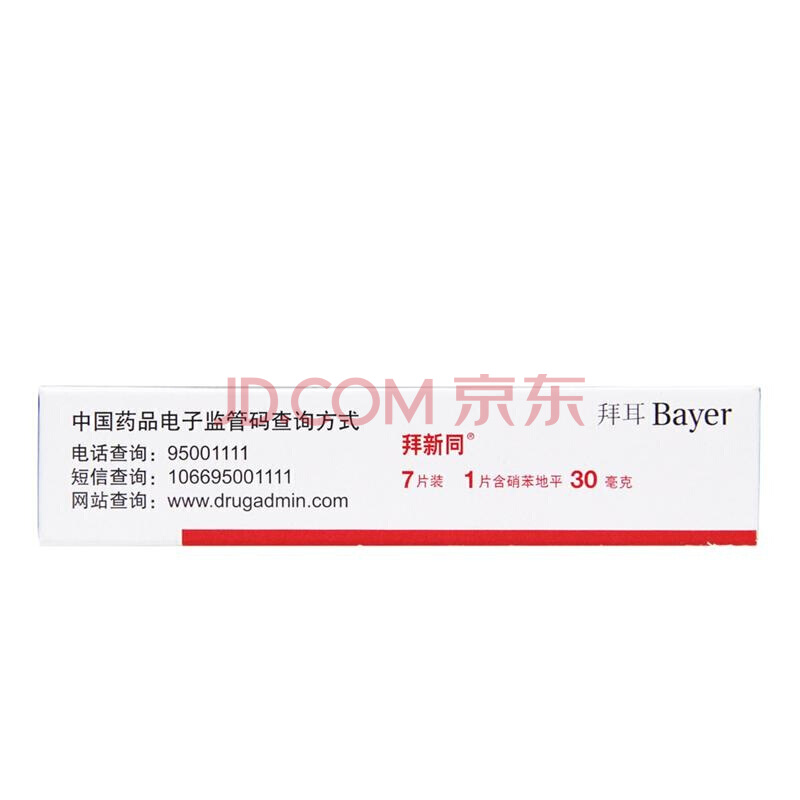 JD.COM 京东
中国药品电子监管码查询方式
电话查询：95001111
短信查询：106695001111
网站查询：www.drugadmin.com
拜耳 Bayer
拜新同®
7片装 1片含硝苯地平 30 毫克